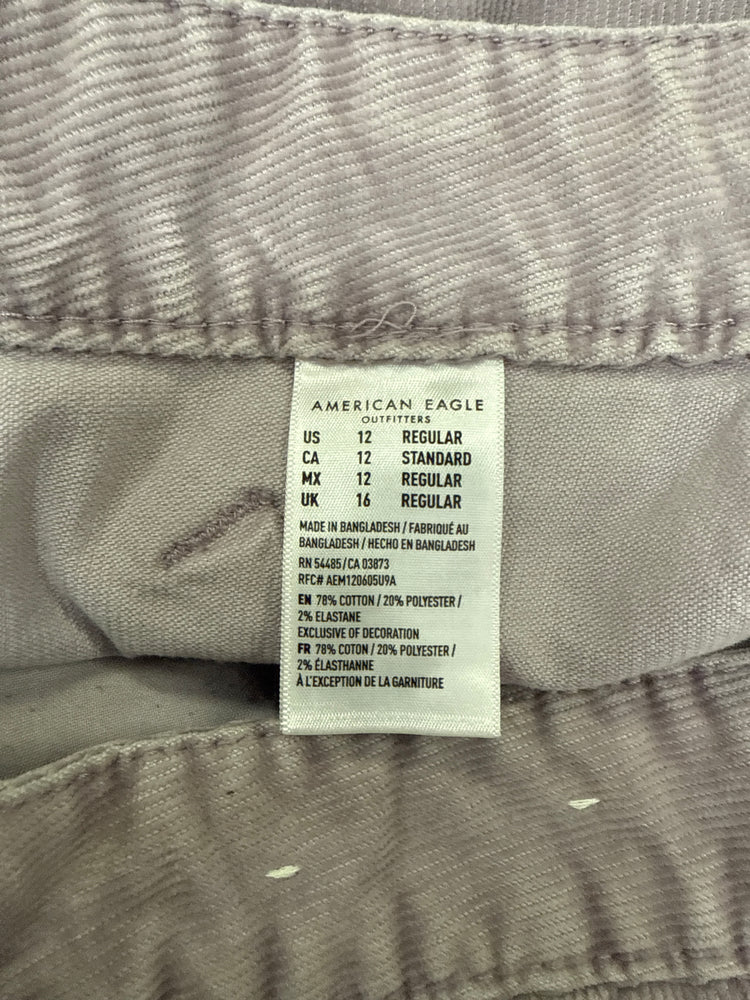 AMERICAN EAGLE
OUTFITTERS
US 12 REGULAR
CA 12 STANDARD
MX 12 REGULAR
UK 16 REGULAR
MADE IN BANGLADESH / FABRIQUÉ AU
BANGLADESH / HECHO EN BANGLADESH
RN 54485/CA 03873
RFC# AEM120605U9A
EN 78% COTTON / 20% POLYESTER /
2% ELASTANE
EXCLUSIVE OF DECORATION
FR 78% COTON / 20% POLYESTER /
2% ÉLASTHANNE
À L'EXCEPTION DE LA GARNITURE